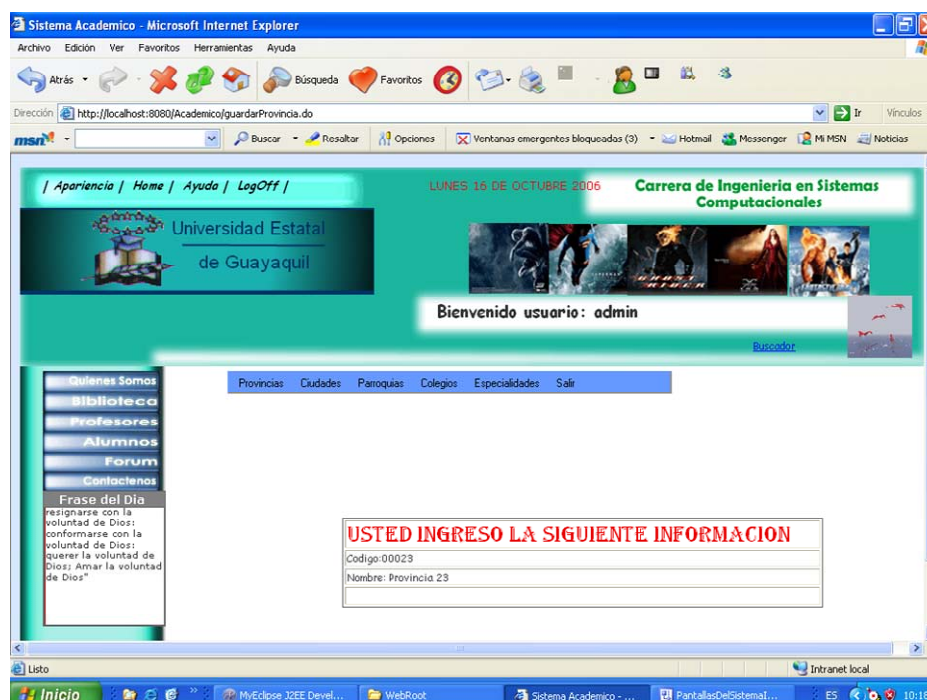 Sistema Academico - Microsoft Internet Explorer
Archivo Edición Ver Favoritos Herramientas Ayuda
Atrás Búsqueda Favoritos
Dirección http://localhost:8080/Academico/guardarProvincia.do Ir Vínculos
msn Buscar Resaltar Opciones Ventanas emergentes bloqueadas (3) Hotmail Messenger Mi MSN Noticias
| Apariencia | Home | Ayuda | LogOff |
LUNES 16 DE OCTUBRE 2006
Carrera de Ingenieria en Sistemas
Computacionales
Universidad Estatal
de Guayaquil
GHOST RIDER
Bienvenido usuario: admin
Buscador
Quienes Somos
Biblioteca
Profesores
Alumnos
Forum
Contactenos
Provincias Ciudades Parroquias Colegios Especialidades Salir
Frase del Dia
resignarse con la
voluntad de Dios:
conformarse con la
voluntad de Dios:
querer la voluntad de
Dios; Amar la voluntad
de Dios"
USTED INGRESO LA SIGUIENTE INFORMACION
Codigo:00023
Nombre: Provincia 23
Listo Intranet local
Inicio MyEclipse J2EE Devel... WebRoot Sistema Academico - ... PantallasDelSistemaI... ES 10:18